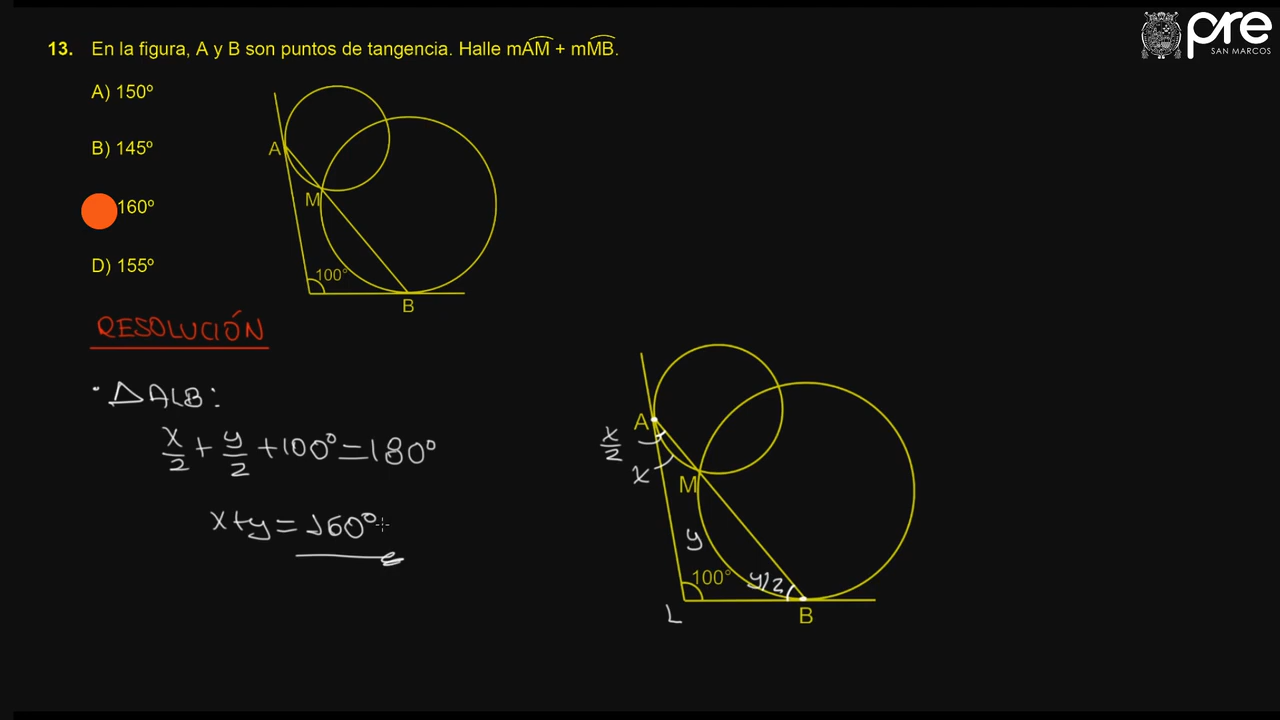 pre
SAN MARCOS
13. En la figura, A y B son puntos de tangencia. Halle mAM + mMB.
A) 150º
B) 145º
160º
D) 155º
A
M
100°
B
RESOLUCIÓN
• △ ALB:
x/2 + y/2 + 100° = 180°
x+y = 160°
A
x/2
x
M
y
100°
y/2
L
B